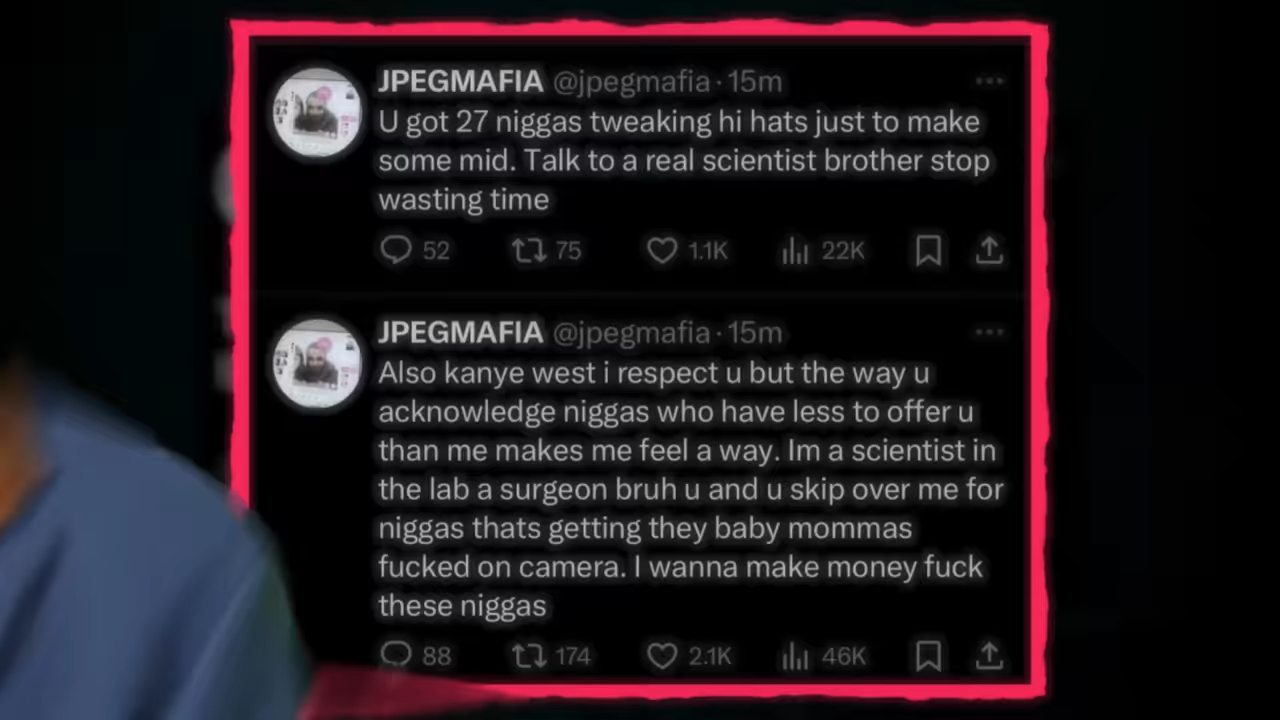 JPEGMAFIA @jpegmafia · 15m
U got 27 niggas tweaking hi hats just to make
some mid. Talk to a real scientist brother stop
wasting time
52 75 1.1K 22K
JPEGMAFIA @jpegmafia · 15m
Also kanye west i respect u but the way u
acknowledge niggas who have less to offer u
than me makes me feel a way. Im a scientist in
the lab a surgeon bruh u and u skip over me for
niggas thats getting they baby mommas
fucked on camera. I wanna make money fuck
these niggas
88 174 2.1K 46K